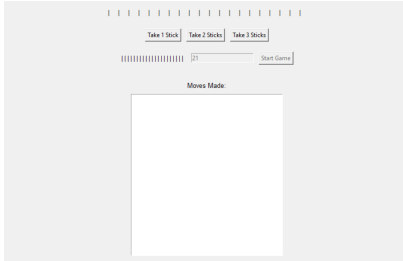 | | | | | | | | | | | | | | | | | | | |
Take 1 Stick Take 2 Sticks Take 3 Sticks
||||||||||||||||||||| 21 Start Game
Moves Made: